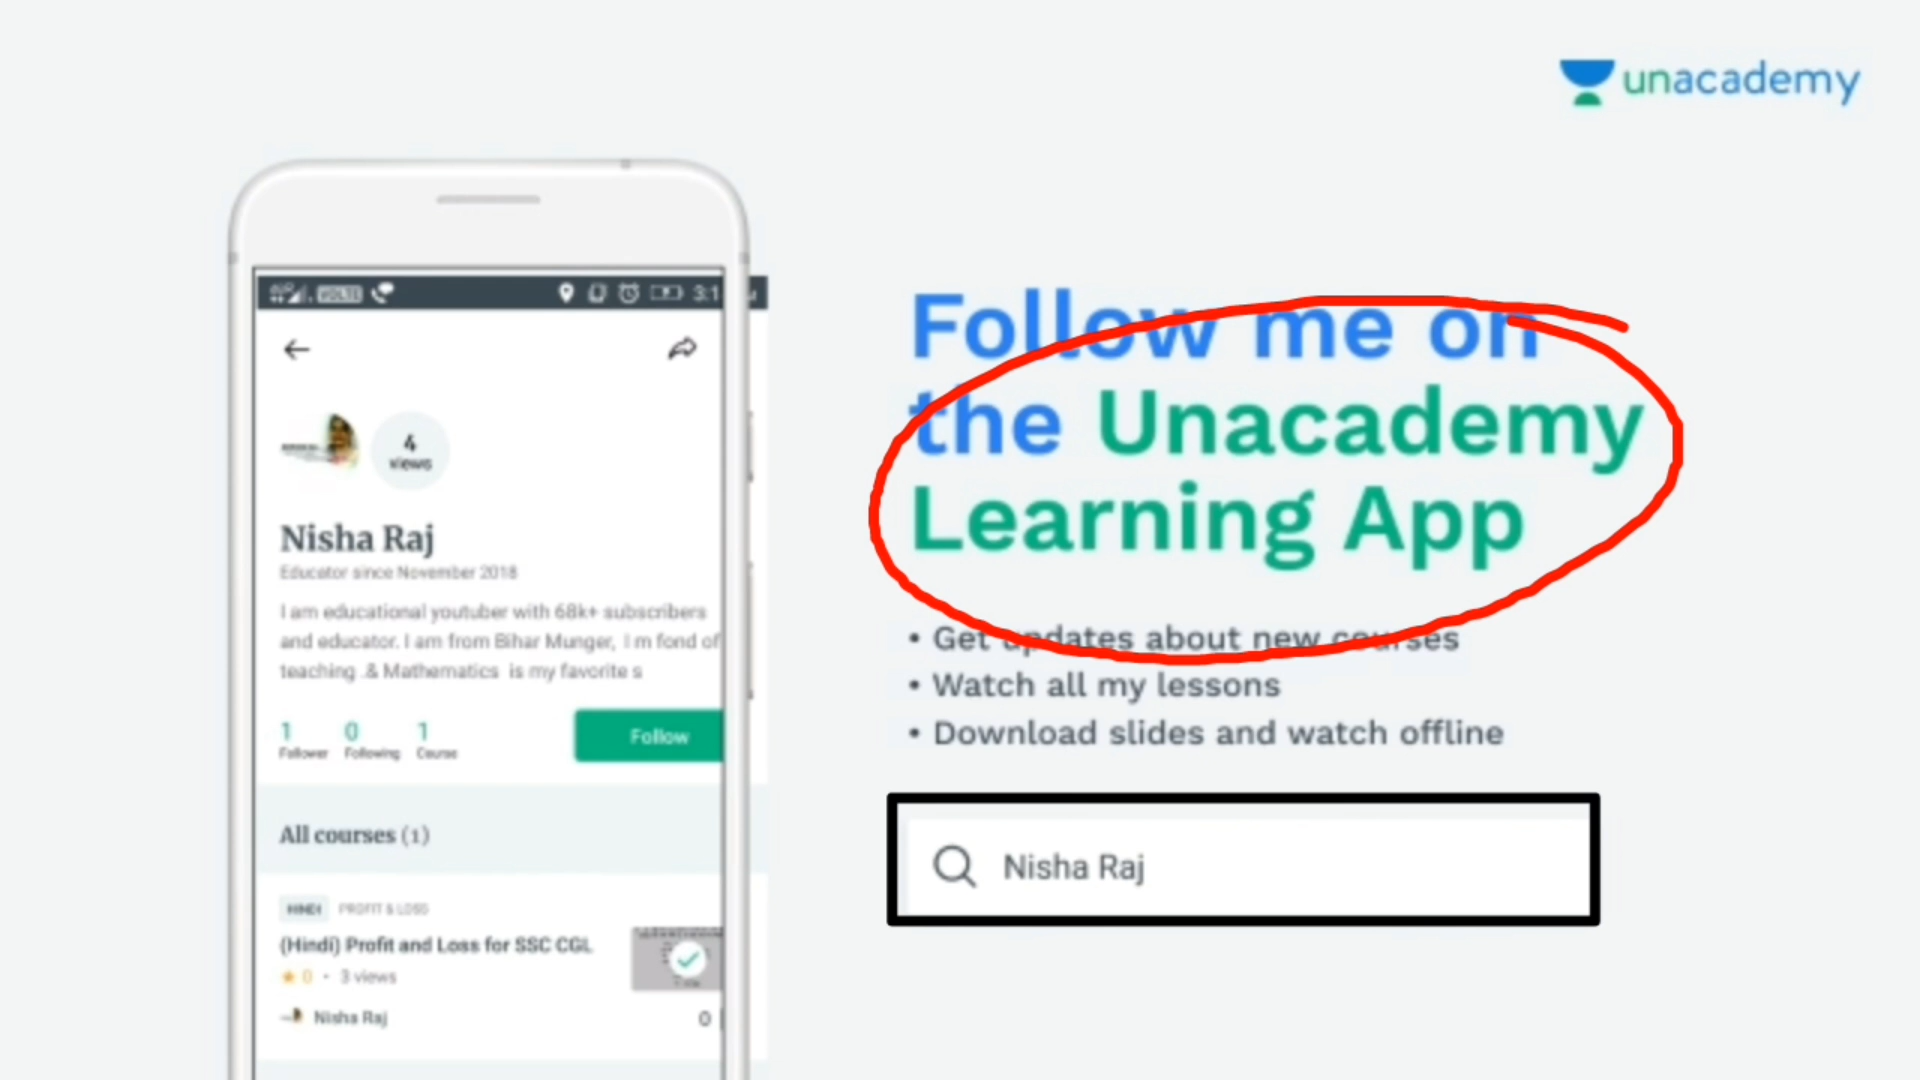 unacademy
VOLTE 3:1
4
views
Nisha Raj
Educator since November 2018
I am educational youtuber with 68k+ subscribers
and educator. I am from Bihar Munger, I m fond of
teaching .& Mathematics is my favorite s
1 0 1
Follower Following Course
Follow
All courses (1)
HINDI PROFIT & LOSS
(Hindi) Profit and Loss for SSC CGL
0 • 3 views
Nisha Raj 0
Follow me on
the Unacademy
Learning App
• Get updates about new courses
• Watch all my lessons
• Download slides and watch offline
Nisha Raj